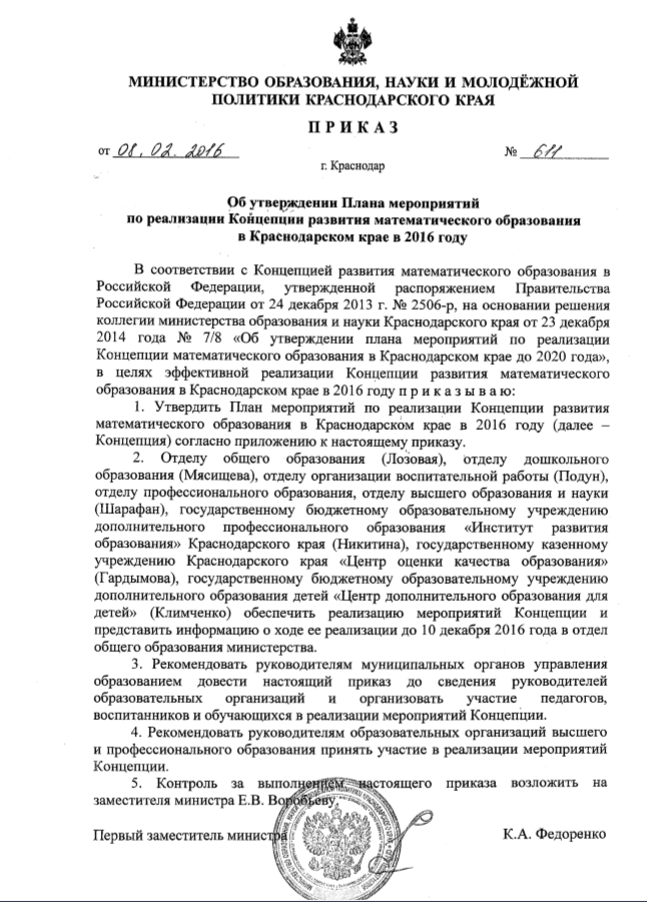 МИНИСТЕРСТВО ОБРАЗОВАНИЯ, НАУКИ И МОЛОДЁЖНОЙ
ПОЛИТИКИ КРАСНОДАРСКОГО КРАЯ
ПРИКАЗ
от 08.02.2016 № 611
г. Краснодар
Об утверждении Плана мероприятий
по реализации Концепции развития математического образования
в Краснодарском крае в 2016 году
В соответствии с Концепцией развития математического образования в
Российской Федерации, утвержденной распоряжением Правительства
Российской Федерации от 24 декабря 2013 г. № 2506-р, на основании решения
коллегии министерства образования и науки Краснодарского края от 23 декабря
2014 года № 7/8 «Об утверждении плана мероприятий по реализации
Концепции математического образования в Краснодарском крае до 2020 года»,
в целях эффективной реализации Концепции развития математического
образования в Краснодарском крае в 2016 году п р и к а з ы в а ю:
1. Утвердить План мероприятий по реализации Концепции развития
математического образования в Краснодарском крае в 2016 году (далее –
Концепция) согласно приложению к настоящему приказу.
2. Отделу общего образования (Лозовая), отделу дошкольного
образования (Мясищева), отделу организации воспитательной работы (Подун),
отделу профессионального образования, отделу высшего образования и науки
(Шарафан), государственному бюджетному образовательному учреждению
дополнительного профессионального образования «Институт развития
образования» Краснодарского края (Никитина), государственному казенному
учреждению Краснодарского края «Центр оценки качества образования»
(Гардымова), государственному бюджетному образовательному учреждению
дополнительного образования детей «Центр дополнительного образования для
детей» (Климченко) обеспечить реализацию мероприятий Концепции и
представить информацию о ходе ее реализации до 10 декабря 2016 года в отдел
общего образования министерства.
3. Рекомендовать руководителям муниципальных органов управления
образованием довести настоящий приказ до сведения руководителей
образовательных организаций и организовать участие педагогов,
воспитанников и обучающихся в реализации мероприятий Концепции.
4. Рекомендовать руководителям образовательных организаций высшего
и профессионального образования принять участие в реализации мероприятий
Концепции.
5. Контроль за выполнением настоящего приказа возложить на
заместителя министра Е.В. Воробьеву.
Первый заместитель министра К.А. Федоренко